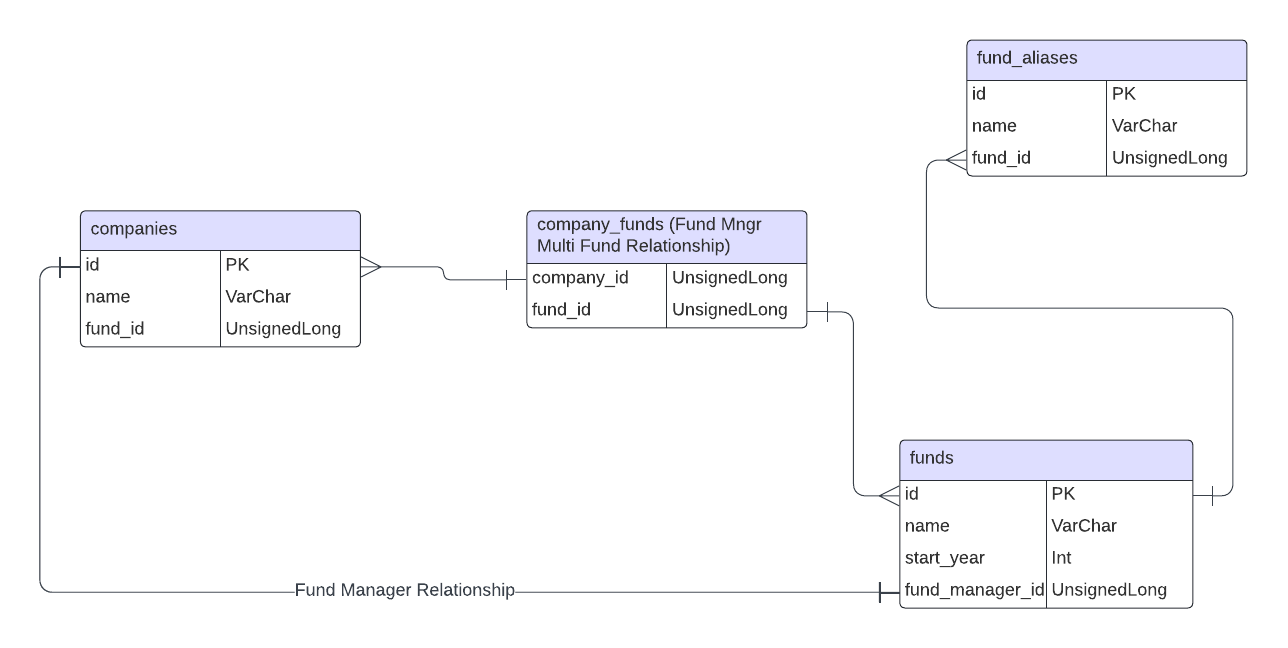 fund_aliases
id PK
name VarChar
fund_id UnsignedLong
companies
id PK
name VarChar
fund_id UnsignedLong
company_funds (Fund Mngr
Multi Fund Relationship)
company_id UnsignedLong
fund_id UnsignedLong
funds
id PK
name VarChar
start_year Int
fund_manager_id UnsignedLong
Fund Manager Relationship